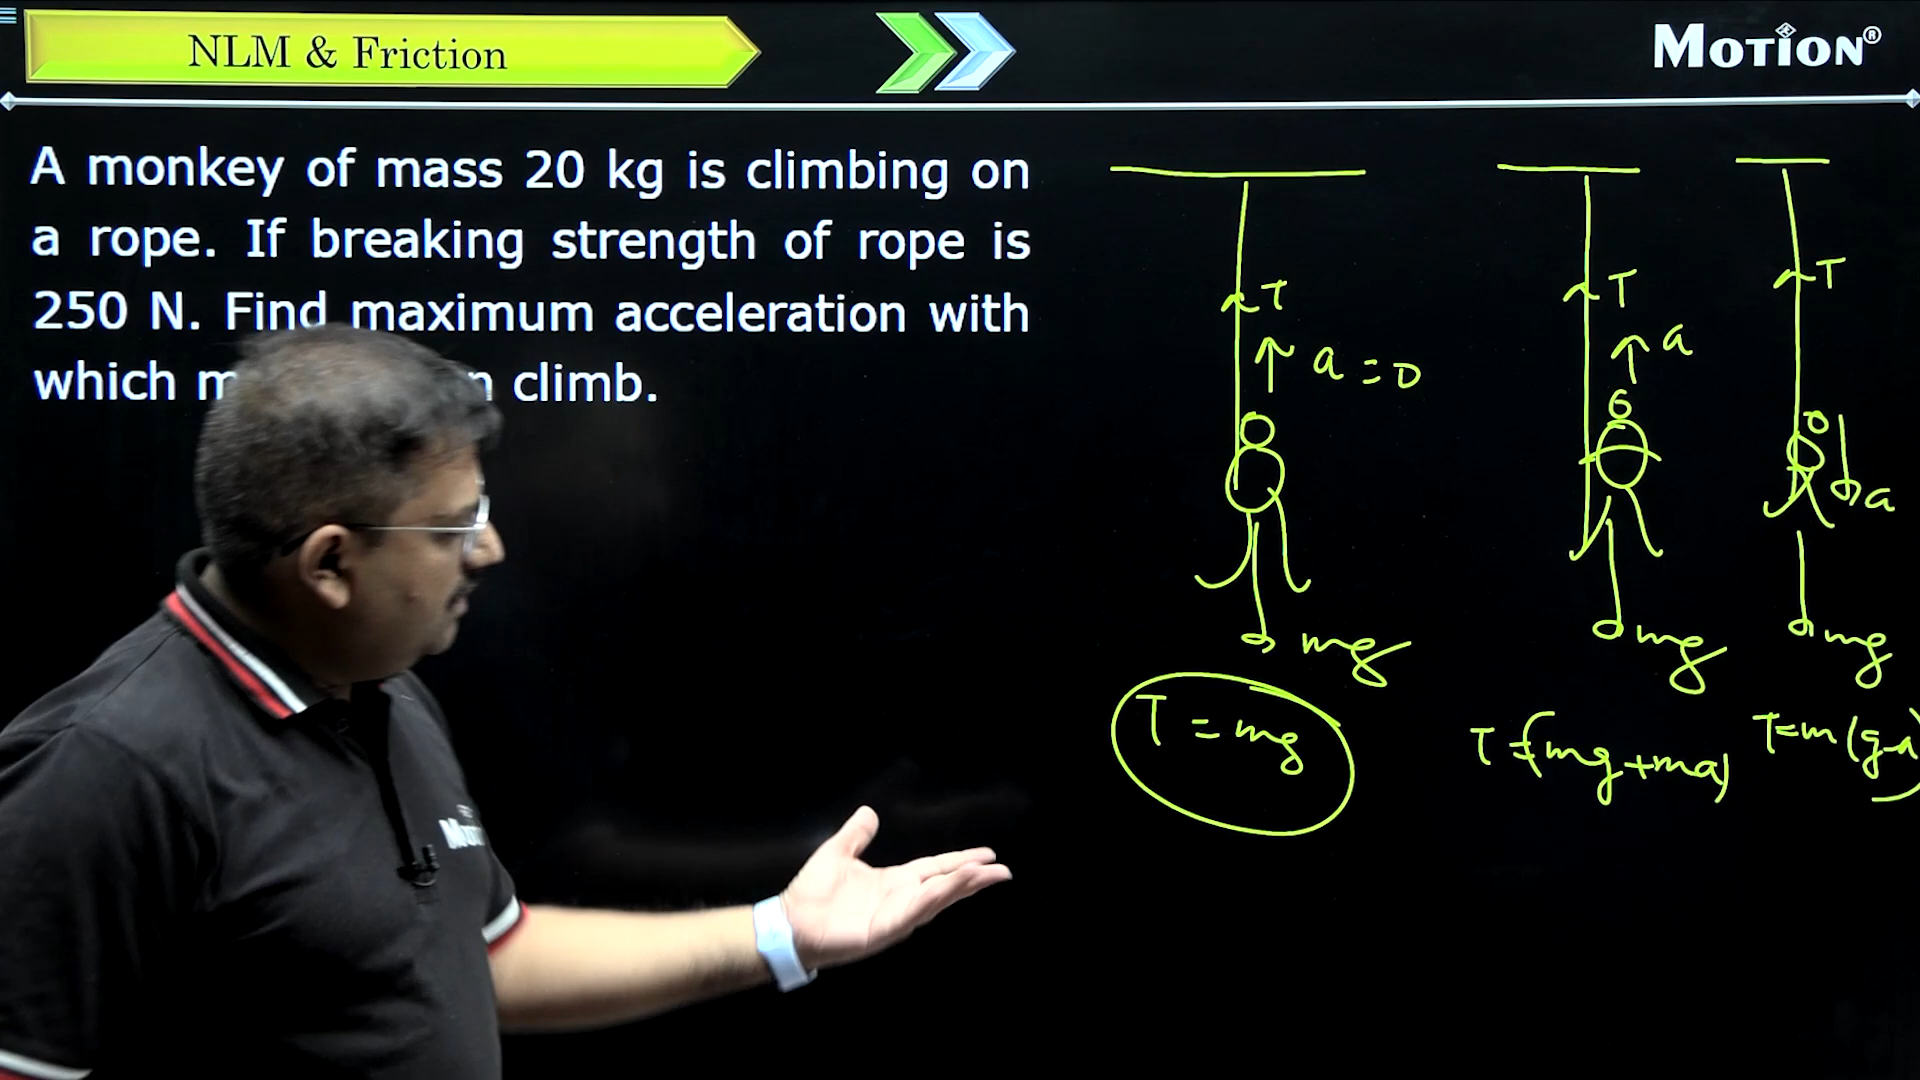 NLM & Friction
MOTION®
A monkey of mass 20 kg is climbing on
a rope. If breaking strength of rope is
250 N. Find maximum acceleration with
which m n climb.
T
a = 0
mg
T = mg
T
a
mg
T = (mg + ma)
T
a
mg
T = m(g-a)